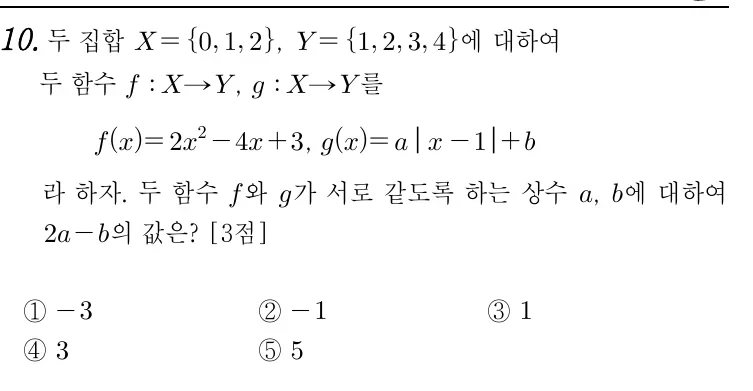 10. 두 집합 X={0, 1, 2}, Y={1, 2, 3, 4}에 대하여
두 함수 f : X→Y, g : X→Y를
f(x)=2x²-4x+3, g(x)=a|x-1|+b
라 하자. 두 함수 f와 g가 서로 같도록 하는 상수 a, b에 대하여
2a-b의 값은? [3점]
① -3 ② -1 ③ 1
④ 3 ⑤ 5